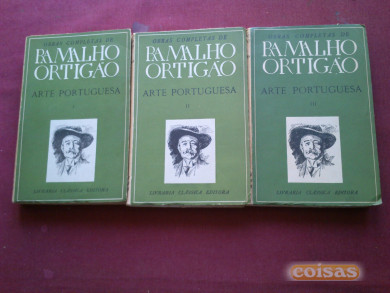 OBRAS COMPLETAS DE
RAMALHO
ORTIGÃO
ARTE PORTUGUESA
I
LIVRARIA CLÁSSICA EDITORA
OBRAS COMPLETAS DE
RAMALHO
ORTIGÃO
ARTE PORTUGUESA
II
LIVRARIA CLÁSSICA EDITORA
OBRAS COMPLETAS DE
RAMALHO
ORTIGÃO
ARTE PORTUGUESA
III
LIVRARIA CLÁSSICA EDITORA
coisas